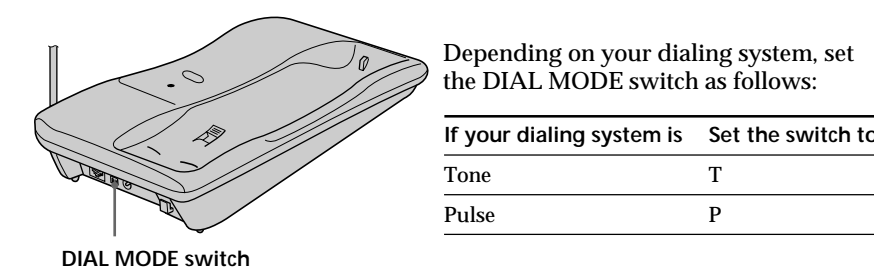 Depending on your dialing system, set
the DIAL MODE switch as follows:
If your dialing system is Set the switch to
Tone T
Pulse P
DIAL MODE switch